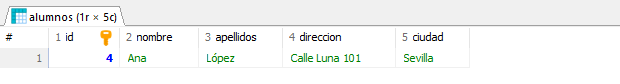 alumnos (1r × 5c)
# 1 id 2 nombre 3 apellidos 4 direccion 5 ciudad
1 4 Ana López Calle Luna 101 Sevilla